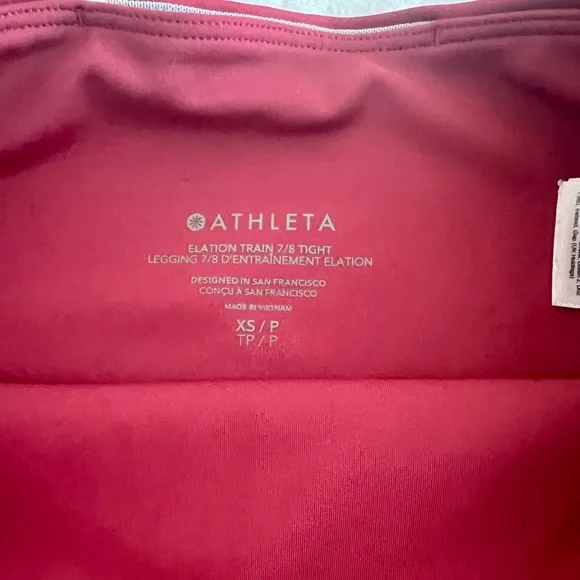 ATHLETA
ELATION TRAIN 7/8 TIGHT
LEGGING 7/8 D'ENTRAÎNEMENT ELATION
DESIGNED IN SAN FRANCISCO
CONÇU À SAN FRANCISCO
MADE IN VIETNAM
XS / P
TP / P